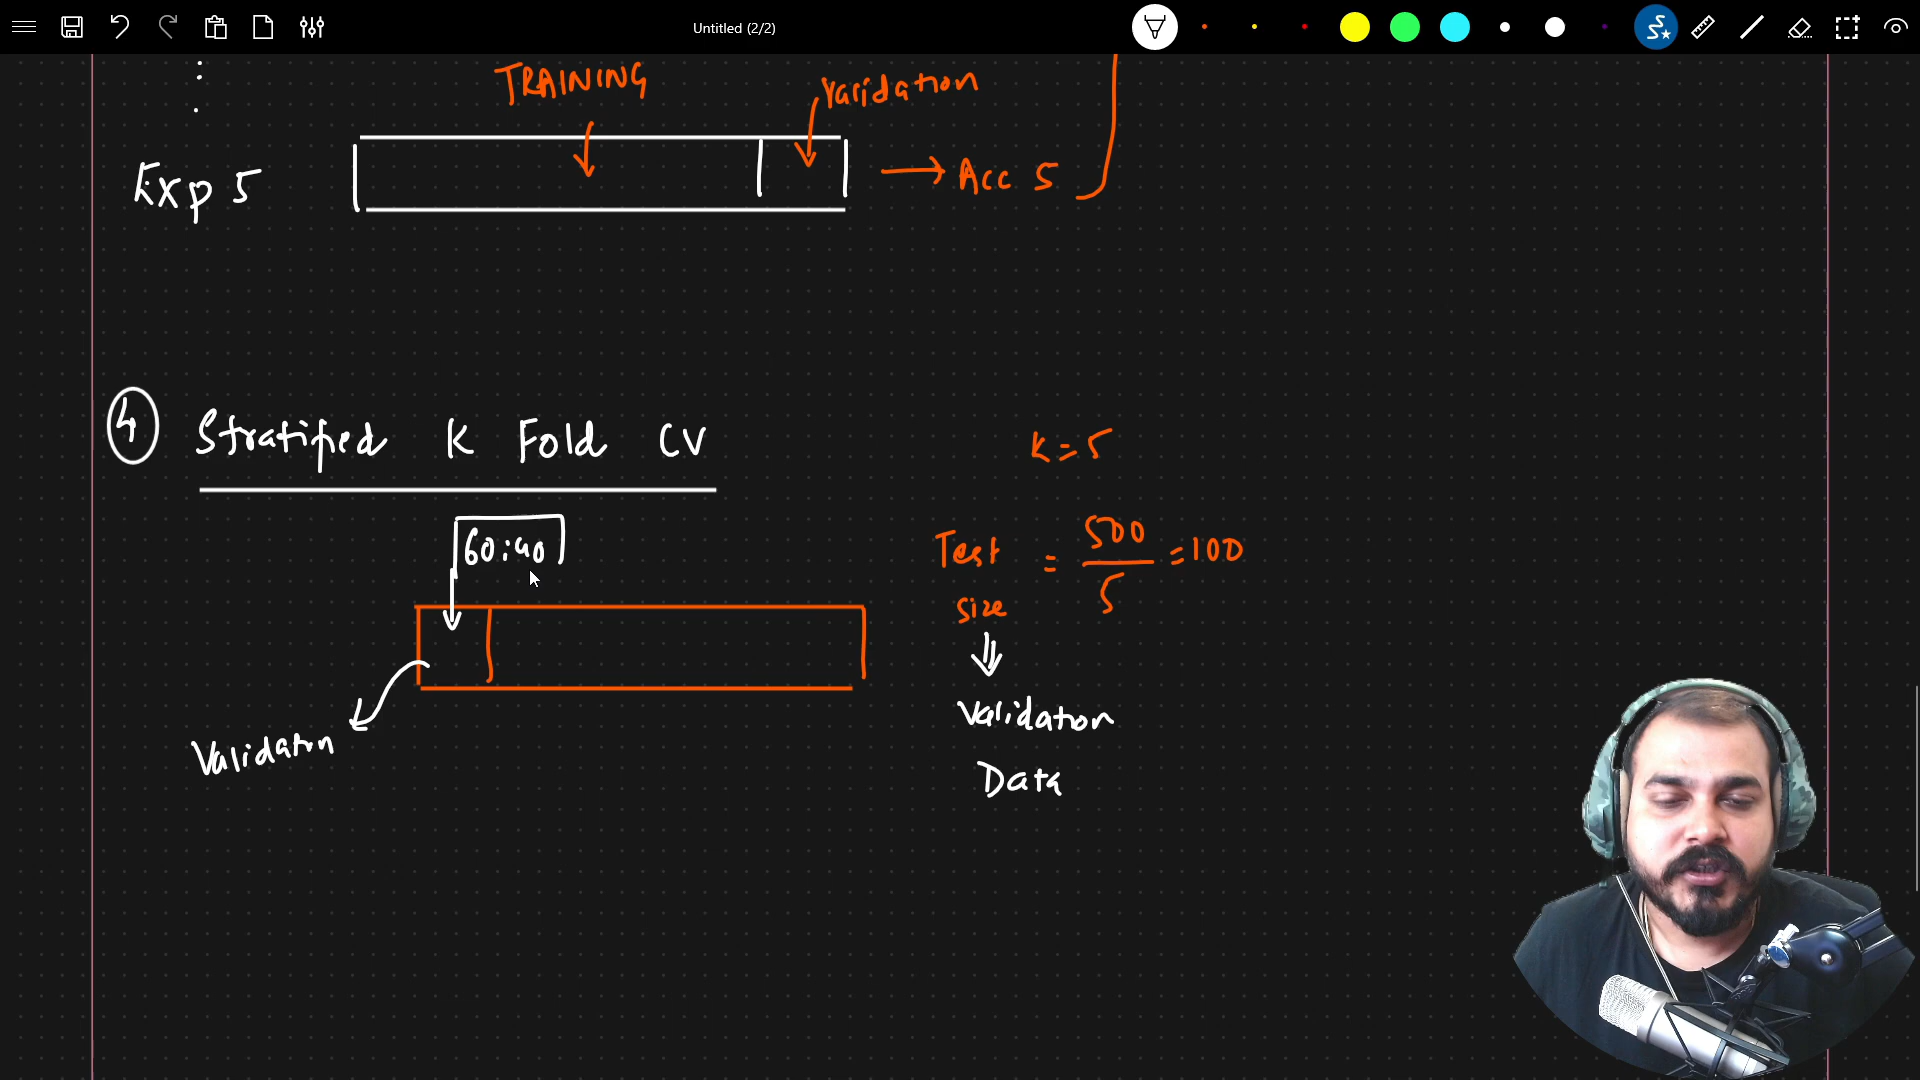 Untitled (2/2)
TRAINING
Validation
Exp 5
Acc 5
4 Stratified K Fold CV
K = 5
60:40
Test size = 500/5 = 100
Validatn
Validation
Data